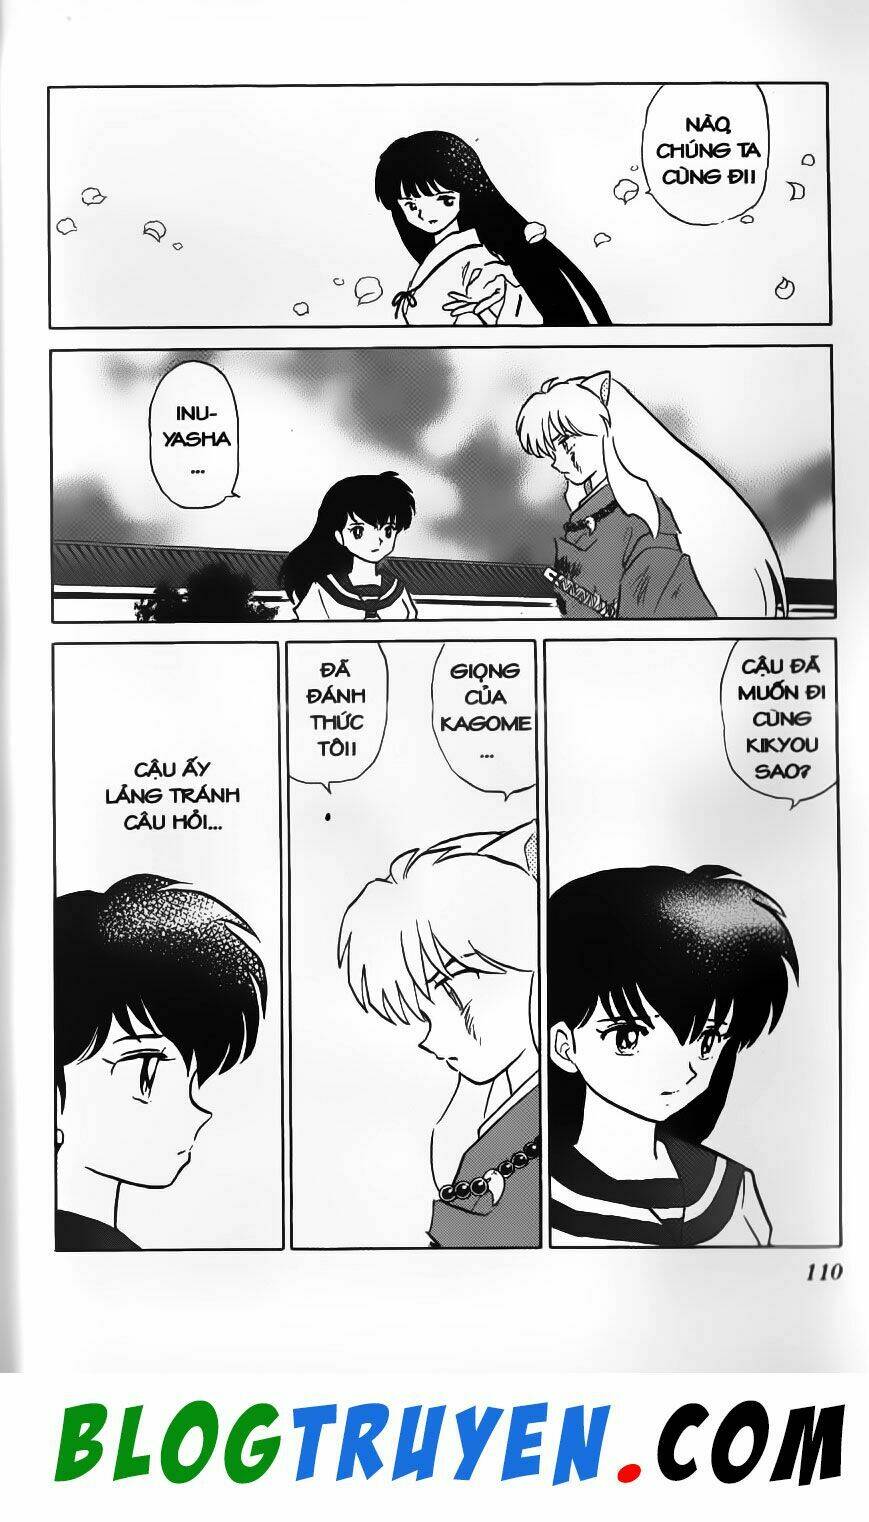 NÀO,
CHÚNG TA
CÙNG ĐI!
INU-
YASHA
...
CẬU ĐÃ
MUỐN ĐI
CÙNG
KIKYOU
SAO?
GIỌNG
CỦA
KAGOME
...
ĐÃ
ĐÁNH
THỨC
TÔI!
CẬU ẤY
LẢNG TRÁNH
CÂU HỎI...
110
BLOGTRUYEN.COM